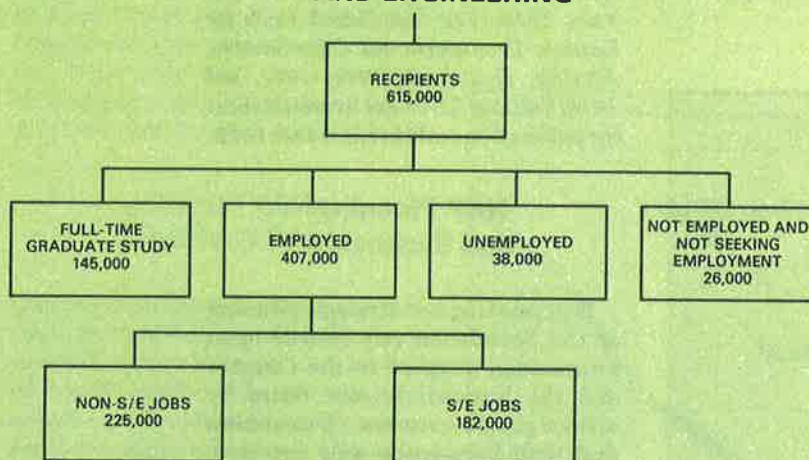 AND ENGINEERING
RECIPIENTS
615,000
FULL-TIME
GRADUATE STUDY
145,000
EMPLOYED
407,000
UNEMPLOYED
38,000
NOT EMPLOYED AND
NOT SEEKING
EMPLOYMENT
26,000
NON-S/E JOBS
225,000
S/E JOBS
182,000